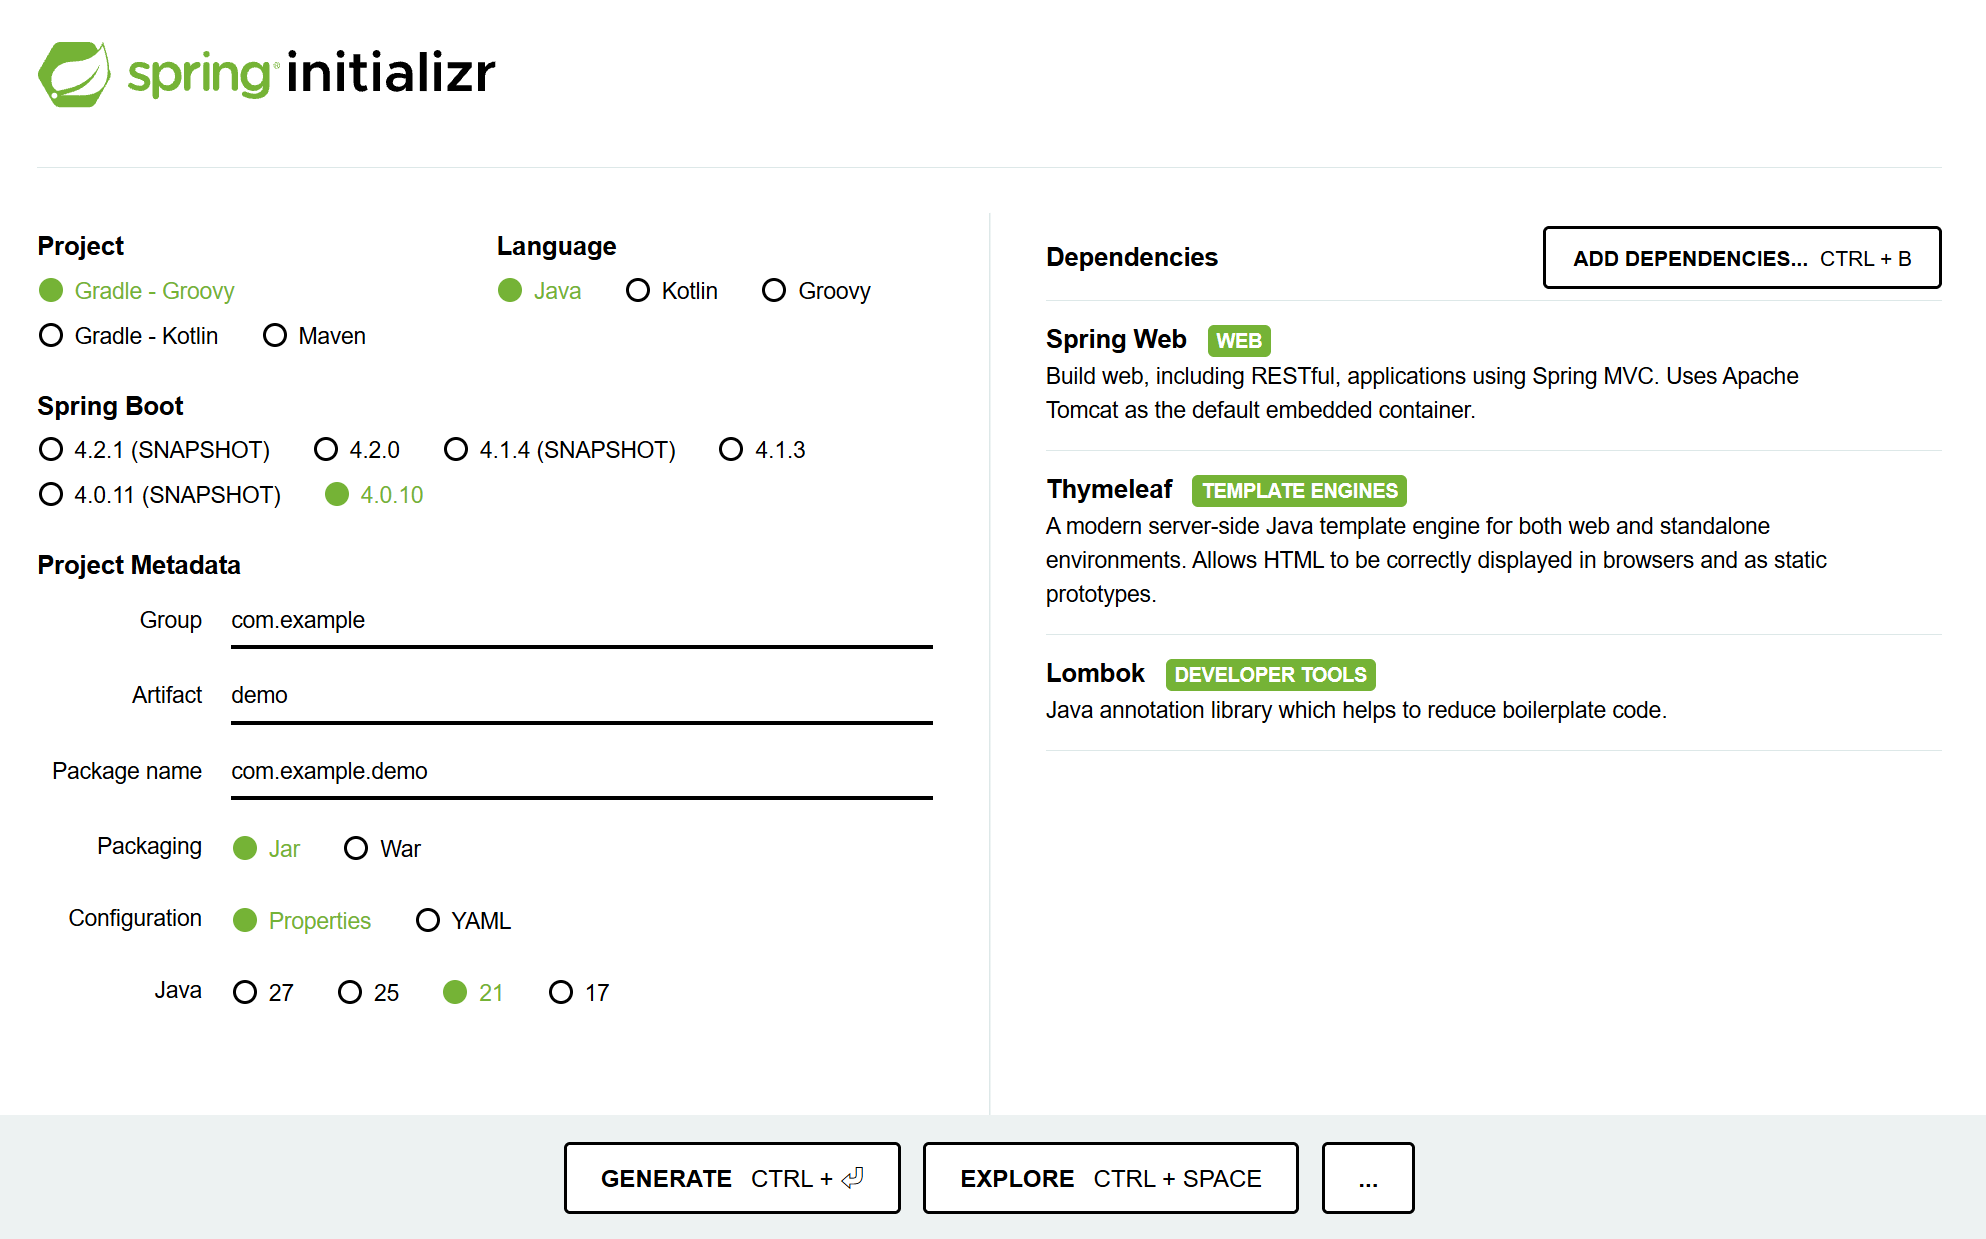 spring initializr
Project
Gradle - Groovy
Gradle - Kotlin Maven
Language
Java Kotlin Groovy
Spring Boot
4.2.1 (SNAPSHOT) 4.2.0 4.1.4 (SNAPSHOT) 4.1.3
4.0.11 (SNAPSHOT) 4.0.10
Project Metadata
Group com.example
Artifact demo
Package name com.example.demo
Packaging Jar War
Configuration Properties YAML
Java 27 25 21 17
Dependencies ADD DEPENDENCIES... CTRL + B
Spring Web WEB
Build web, including RESTful, applications using Spring MVC. Uses Apache
Tomcat as the default embedded container.
Thymeleaf TEMPLATE ENGINES
A modern server-side Java template engine for both web and standalone
environments. Allows HTML to be correctly displayed in browsers and as static
prototypes.
Lombok DEVELOPER TOOLS
Java annotation library which helps to reduce boilerplate code.
GENERATE CTRL + ⏎ EXPLORE CTRL + SPACE ...